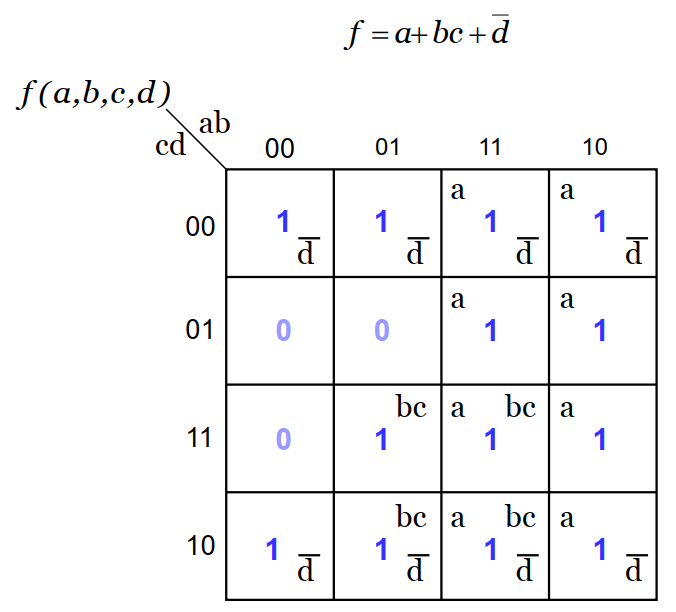 f = a+bc+d̅
f(a,b,c,d)
ab
cd
00 01 11 10
00 1 d̅ 1 d̅ a 1 d̅ a 1 d̅
01 0 0 a 1 a 1
11 0 bc 1 a bc 1 a 1
10 1 d̅ bc 1 d̅ a bc 1 d̅ a 1 d̅